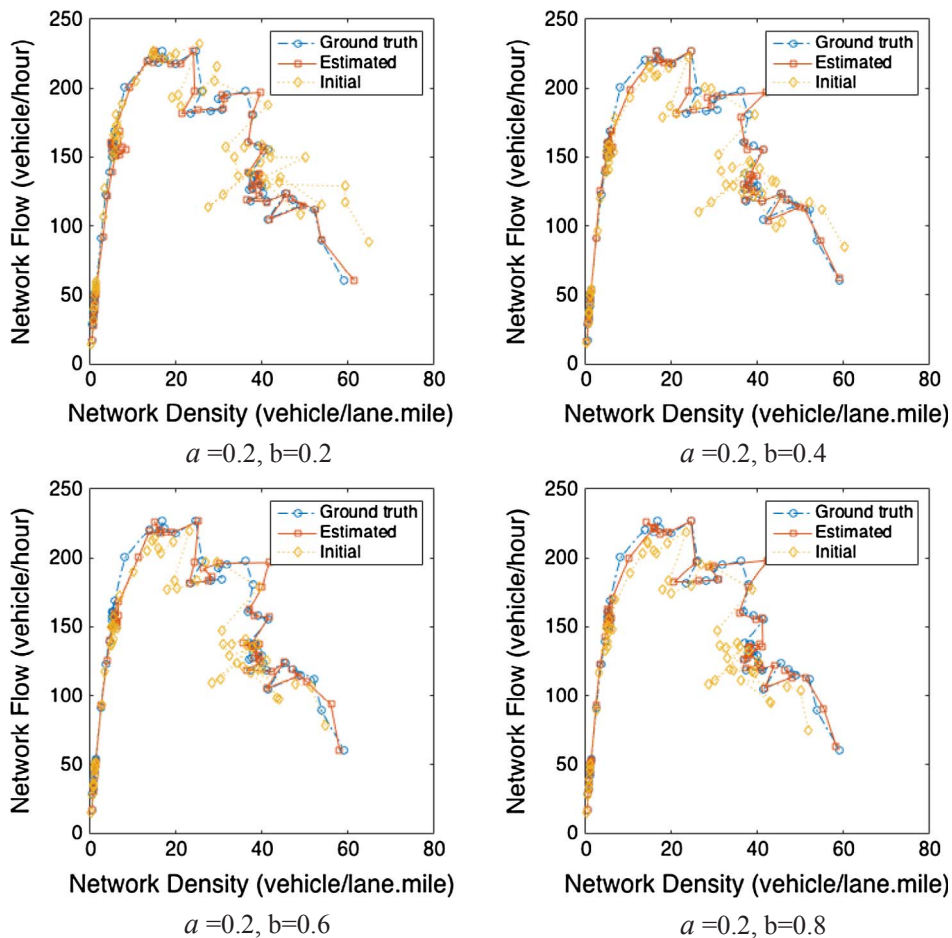 250
200
150
100
50
0
Network Flow (vehicle/hour)
Ground truth
Estimated
Initial
0 20 40 60 80
Network Density (vehicle/lane.mile)
a =0.2, b=0.2
250
200
150
100
50
0
Network Flow (vehicle/hour)
Ground truth
Estimated
Initial
0 20 40 60 80
Network Density (vehicle/lane.mile)
a =0.2, b=0.4
250
200
150
100
50
0
Network Flow (vehicle/hour)
Ground truth
Estimated
Initial
0 20 40 60 80
Network Density (vehicle/lane.mile)
a =0.2, b=0.6
250
200
150
100
50
0
Network Flow (vehicle/hour)
Ground truth
Estimated
Initial
0 20 40 60 80
Network Density (vehicle/lane.mile)
a =0.2, b=0.8